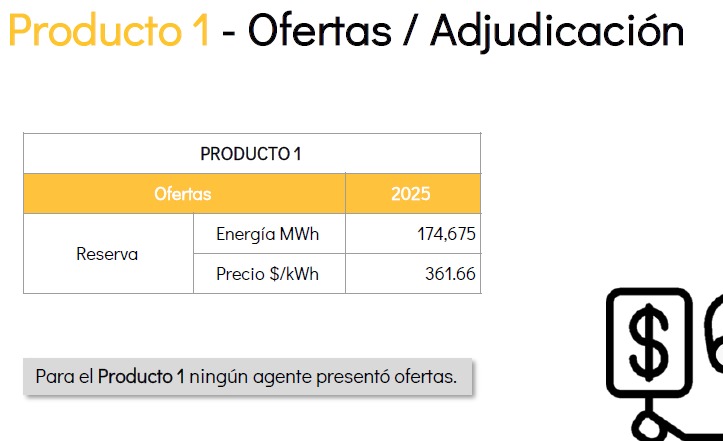 Producto 1 - Ofertas / Adjudicación
PRODUCTO 1
Ofertas 2025
Reserva
Energía MWh 174,675
Precio $/kWh 361.66
$
Para el Producto 1 ningún agente presentó ofertas.